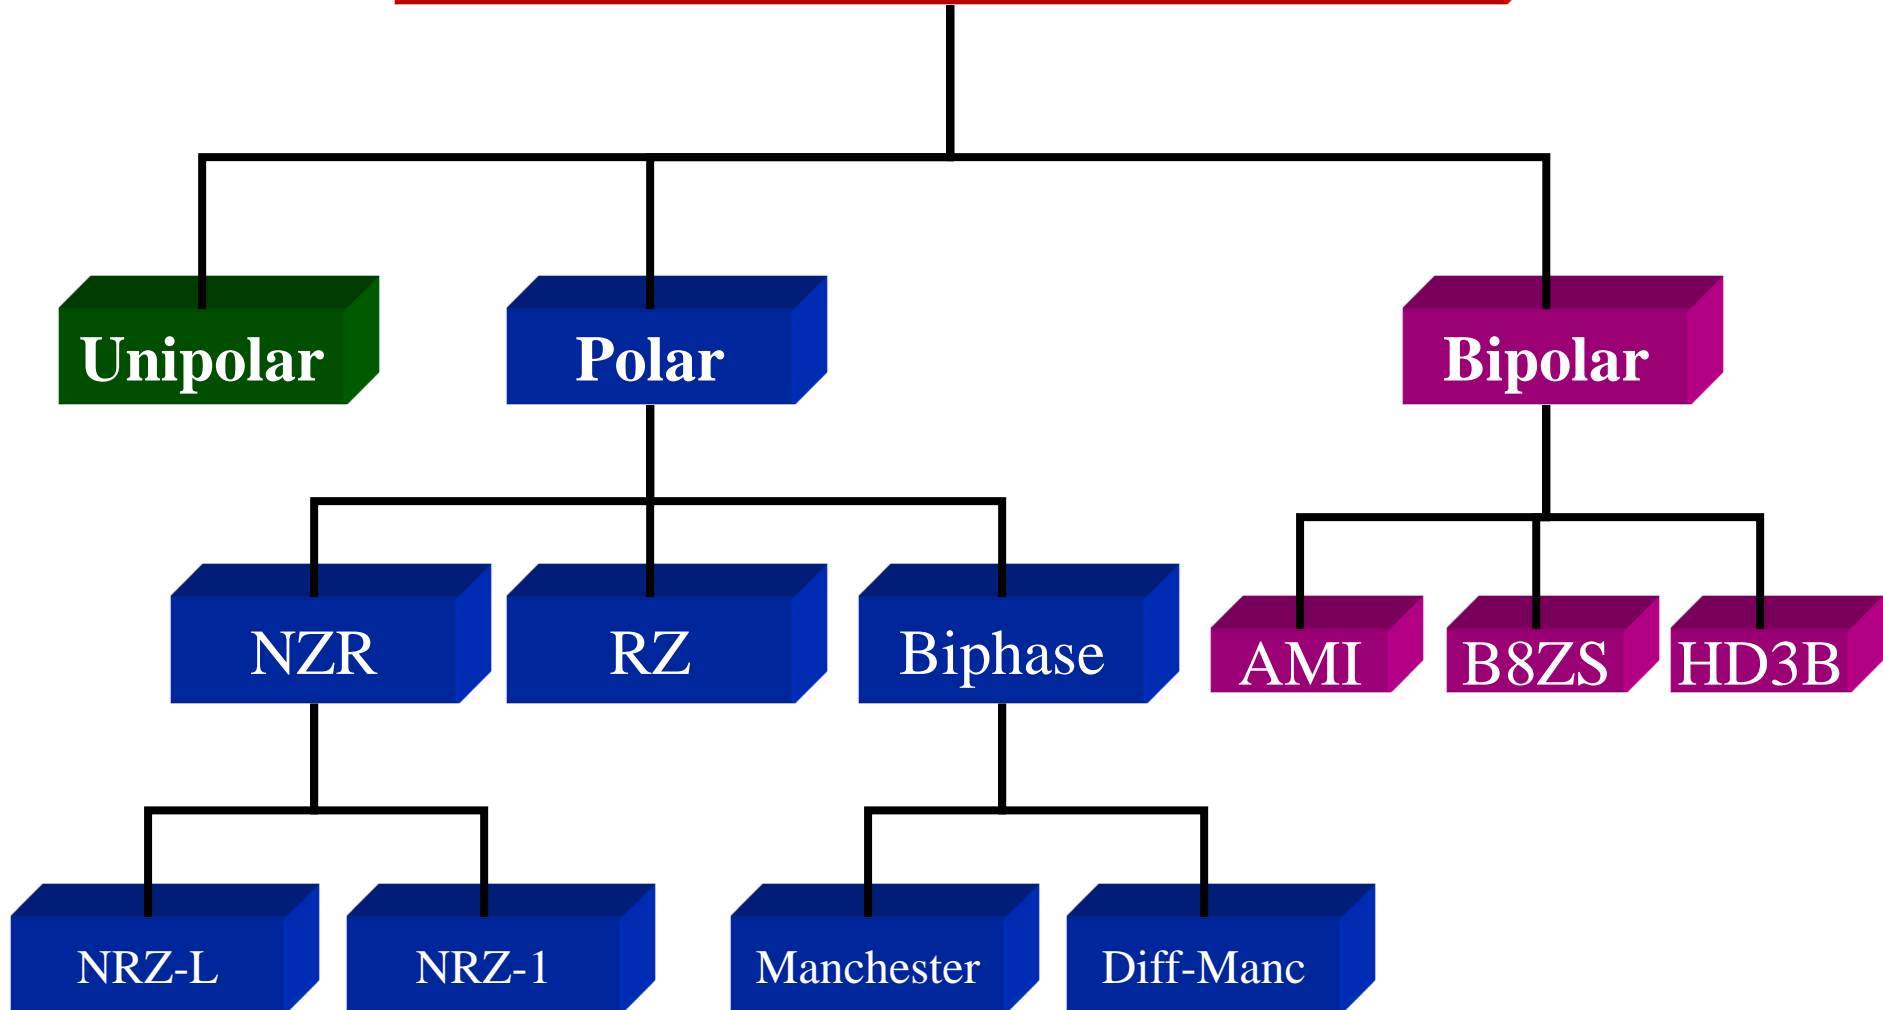 Unipolar
Polar
Bipolar
NZR
RZ
Biphase
AMI
B8ZS
HD3B
NRZ-L
NRZ-1
Manchester
Diff-Manc